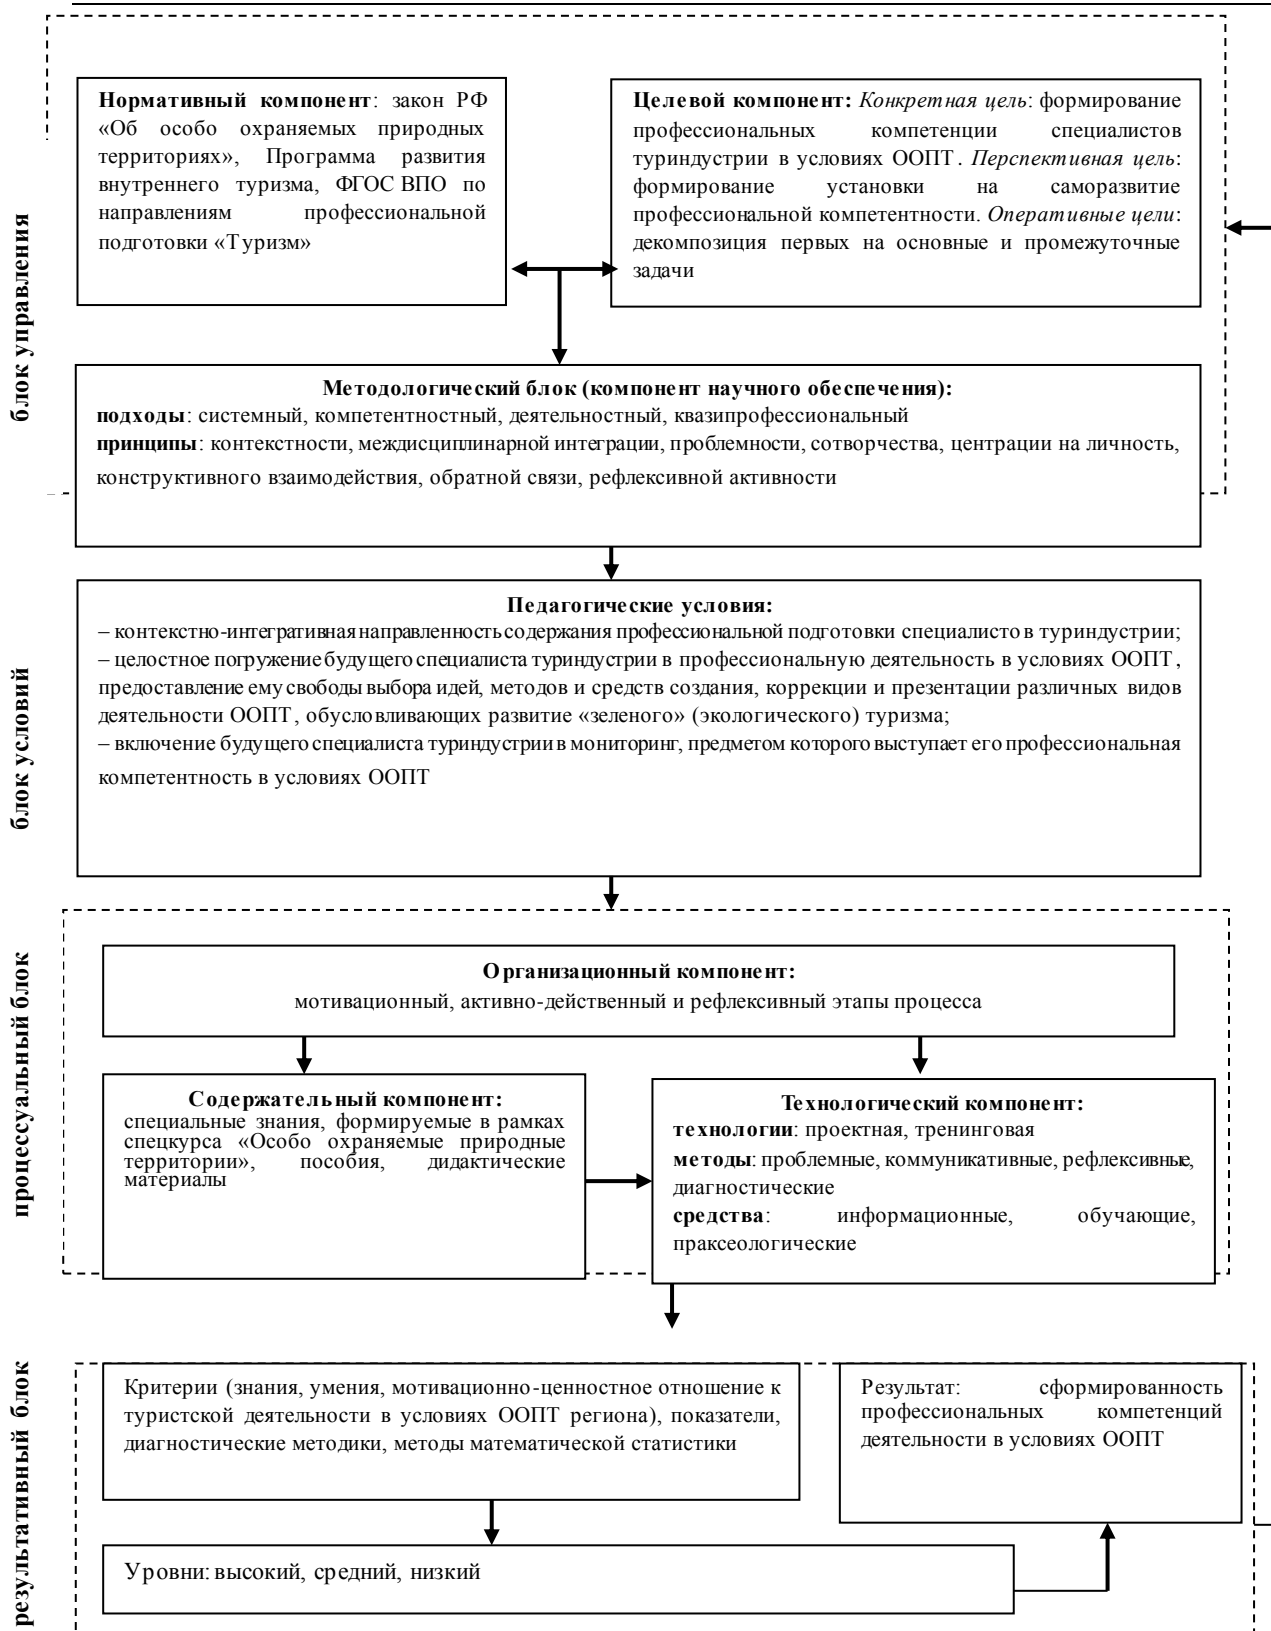 блок управления
Нормативный компонент: закон РФ
«Об особо охраняемых природных
территориях», Программа развития
внутреннего туризма, ФГОС ВПО по
направлениям профессиональной
подготовки «Туризм»
Целевой компонент: Конкретная цель: формирование
профессиональных компетенции специалистов
туриндустрии в условиях ООПТ. Перспективная цель:
формирование установки на саморазвитие
профессиональной компетентности. Оперативные цели:
декомпозиция первых на основные и промежуточные
задачи
Методологический блок (компонент научного обеспечения):
подходы: системный, компетентностный, деятельностный, квазипрофессиональный
принципы: контекстности, междисциплинарной интеграции, проблемности, сотворчества, центрации на личность,
конструктивного взаимодействия, обратной связи, рефлексивной активности
блок условий
Педагогические условия:
– контекстно-интегративная направленность содержания профессиональной подготовки специалистов туриндустрии;
– целостное погружение будущего специалиста туриндустрии в профессиональную деятельность в условиях ООПТ,
предоставление ему свободы выбора идей, методов и средств создания, коррекции и презентации различных видов
деятельности ООПТ, обусловливающих развитие «зеленого» (экологического) туризма;
– включение будущего специалиста туриндустрии в мониторинг, предметом которого выступает его профессиональная
компетентность в условиях ООПТ
процессуальный блок
Организационный компонент:
мотивационный, активно-действенный и рефлексивный этапы процесса
Содержательный компонент:
специальные знания, формируемые в рамках
спецкурса «Особо охраняемые природные
территории», пособия, дидактические
материалы
Технологический компонент:
технологии: проектная, тренинговая
методы: проблемные, коммуникативные, рефлексивные,
диагностические
средства: информационные, обучающие,
праксеологические
результативный блок
Критерии (знания, умения, мотивационно-ценностное отношение к
туристской деятельности в условиях ООПТ региона), показатели,
диагностические методики, методы математической статистики
Результат: сформированность
профессиональных компетенций
деятельности в условиях ООПТ
Уровни: высокий, средний, низкий